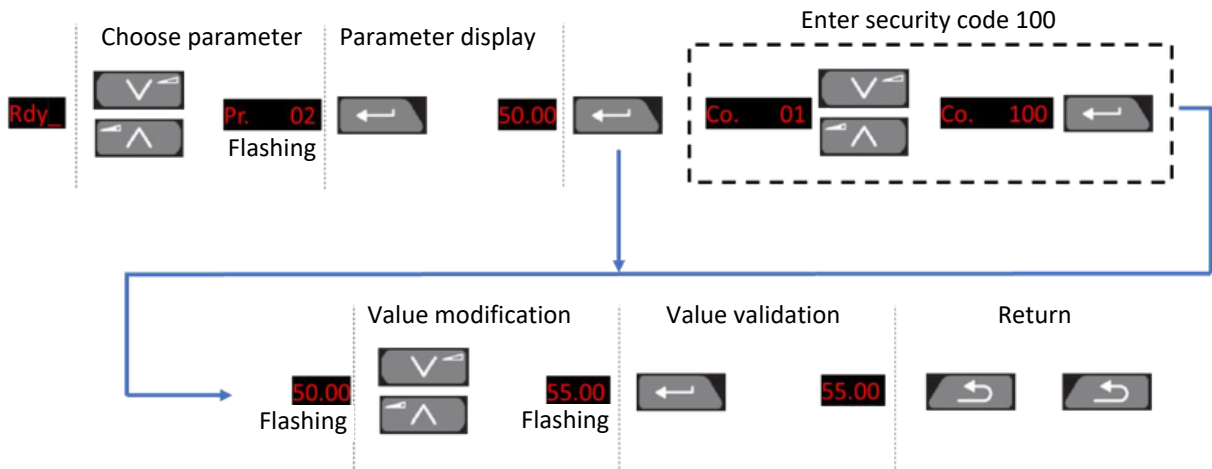 Enter security code 100
Choose parameter
Parameter display
Rdy_
Pr. 02
50.00
Co. 01
Co. 100
Flashing
Value modification
Value validation
Return
50.00
55.00
55.00
Flashing
Flashing